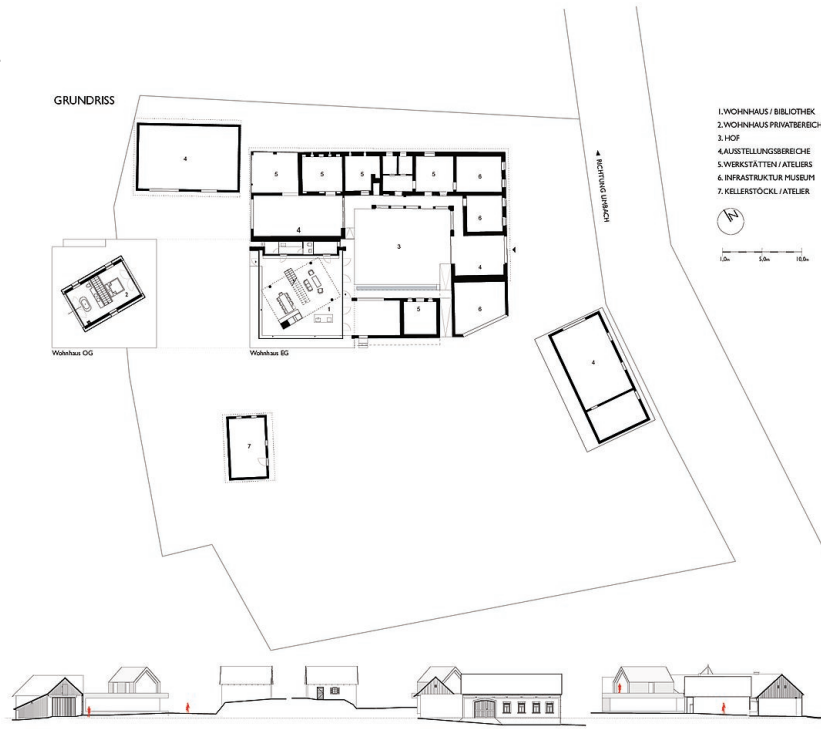 GRUNDRISS
1. WOHNHAUS / BIBLIOTHEK
2. WOHNHAUS PRIVATBEREICH
3. HOF
4. AUSSTELLUNGSBEREICHE
5. WERKSTÄTTEN / ATELIERS
6. INFRASTRUKTUR MUSEUM
7. KELLERSTÖCKL / ATELIER
N
1,0m 5,0m 10,0m
RICHTUNG LIMBACH
4
5 5 5 5 6
6
4
3
4
2
1
5
6
Wohnhaus OG
Wohnhaus EG
4
7